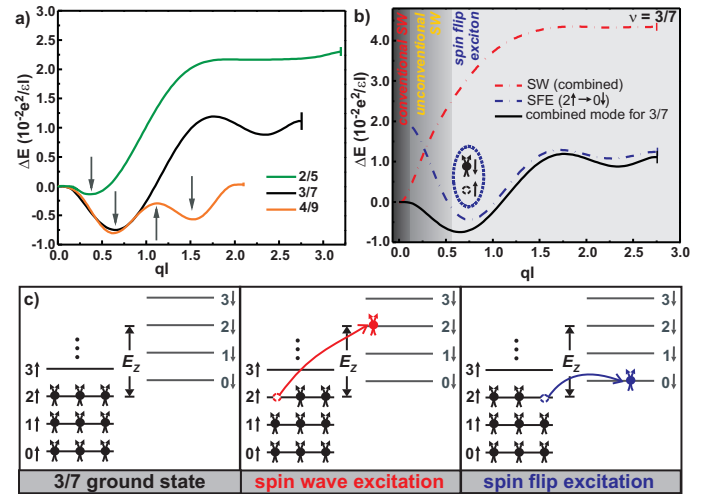 a)
ΔE (10⁻²e²/εl)
3.0
2.5
2.0
1.5
1.0
0.5
0.0
-0.5
-1.0
2/5
3/7
4/9
0.0 0.5 1.0 1.5 2.0 2.5 3.0
ql
b)
ν = 3/7
ΔE (10⁻²e²/εl)
4.0
3.0
2.0
1.0
0.0
-1.0
conventional SW
unconventional
SW
spin flip
exciton
SW (combined)
SFE (2↑→0↓)
combined mode for 3/7
↓
↑
0.0 0.5 1.0 1.5 2.0 2.5 3.0
ql
c)
3↓
2↓
1↓
0↓
E_z
3↑
2↑
1↑
0↑
3/7 ground state
3↓
2↓
1↓
0↓
E_z
3↑
2↑
1↑
0↑
spin wave excitation
3↓
2↓
1↓
0↓
E_z
3↑
2↑
1↑
0↑
spin flip excitation